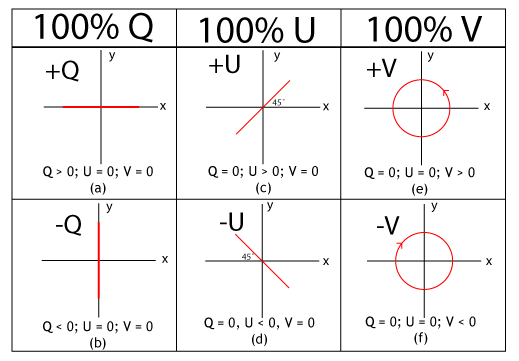 100% Q
100% U
100% V
+Q
y
x
Q > 0; U = 0; V = 0
(a)
+U
y
45°
x
Q = 0; U > 0; V = 0
(c)
+V
y
x
Q = 0; U = 0; V > 0
(e)
-Q
y
x
Q < 0; U = 0; V = 0
(b)
-U
y
45°
x
Q = 0, U < 0, V = 0
(d)
-V
y
x
Q = 0; U = 0; V < 0
(f)